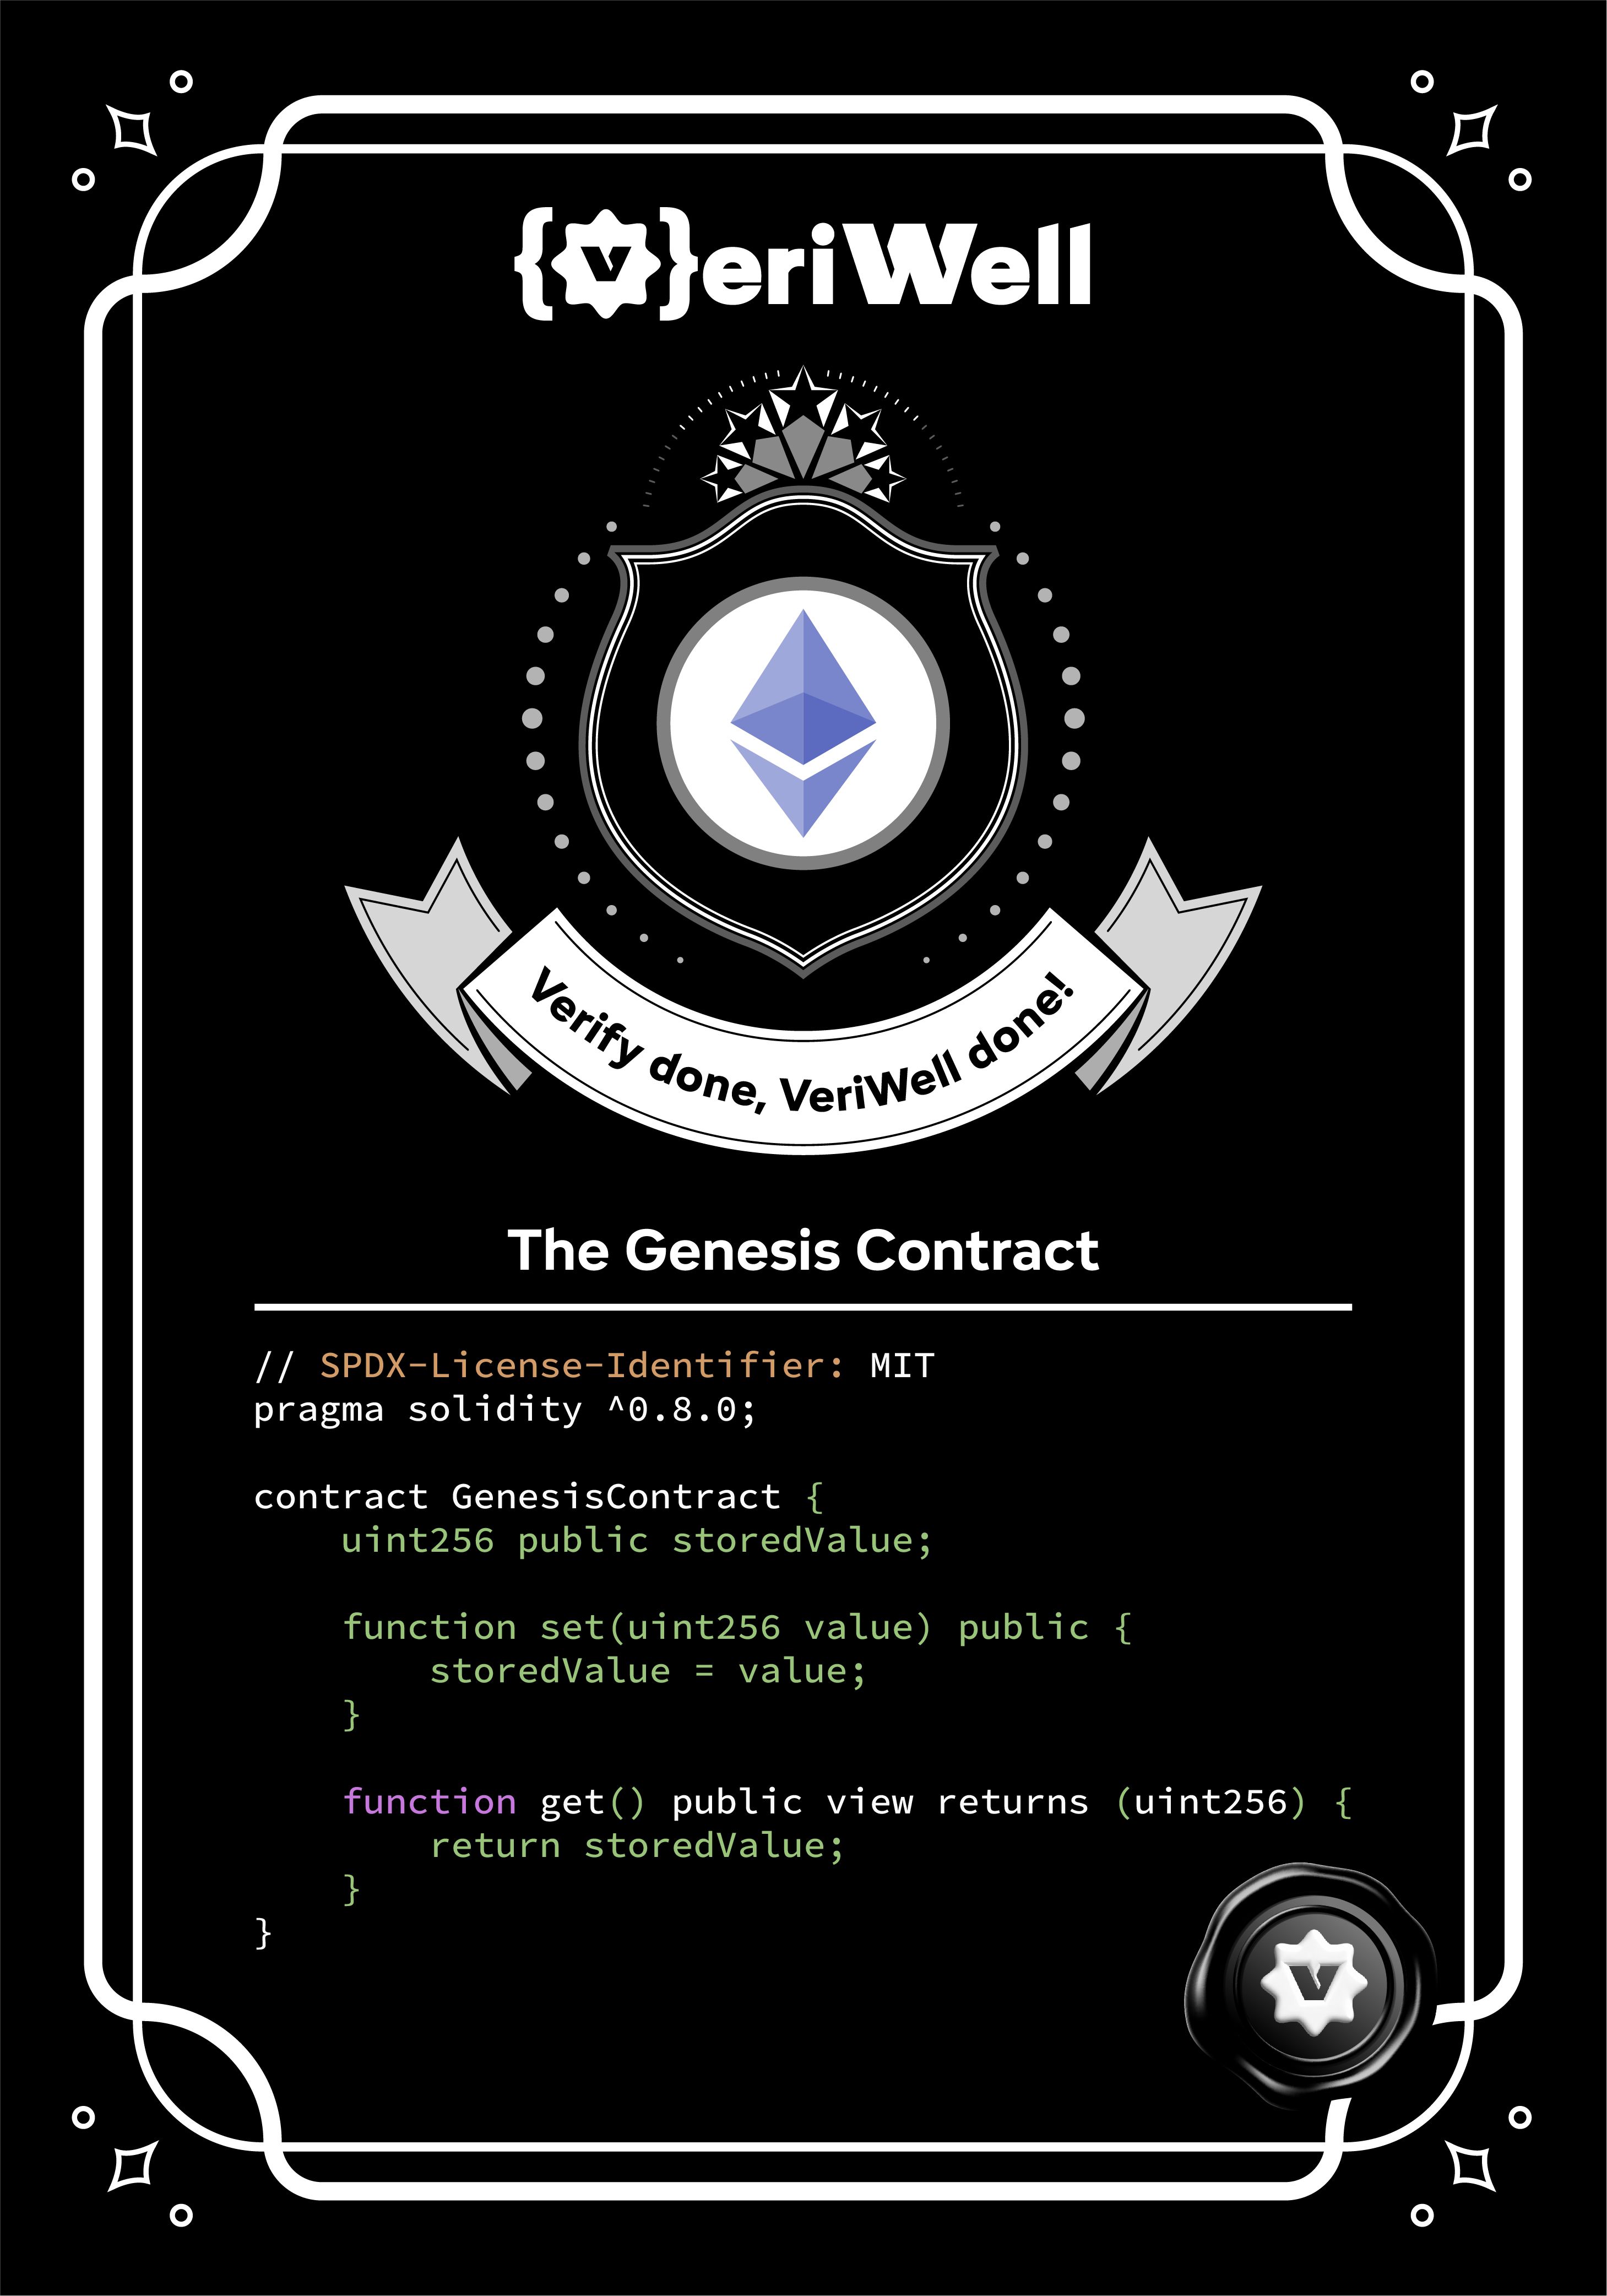 {V}eriWell
Verify done, VeriWell done!
The Genesis Contract
// SPDX-License-Identifier: MIT
pragma solidity ^0.8.0;
contract GenesisContract {
    uint256 public storedValue;
    function set(uint256 value) public {
        storedValue = value;
    }
    function get() public view returns (uint256) {
        return storedValue;
    }
}
V